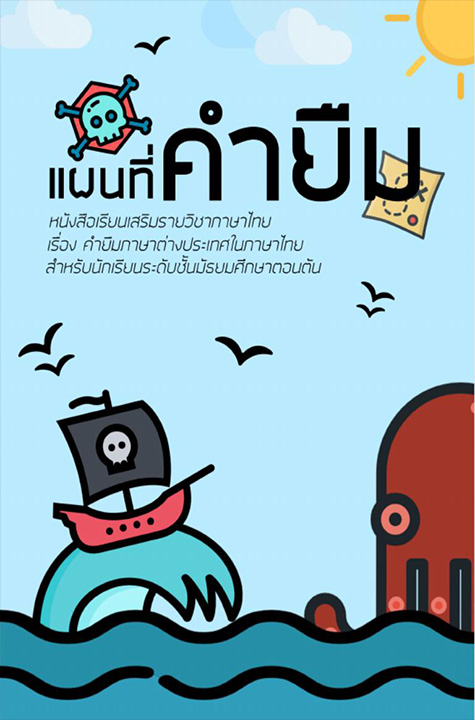 แผนที่คำยืม
หนังสือเรียนเสริมรายวิชาภาษาไทย
เรื่อง คำยืมภาษาต่างประเทศในภาษาไทย
สำหรับนักเรียนระดับชั้นมัธยมศึกษาตอนต้น